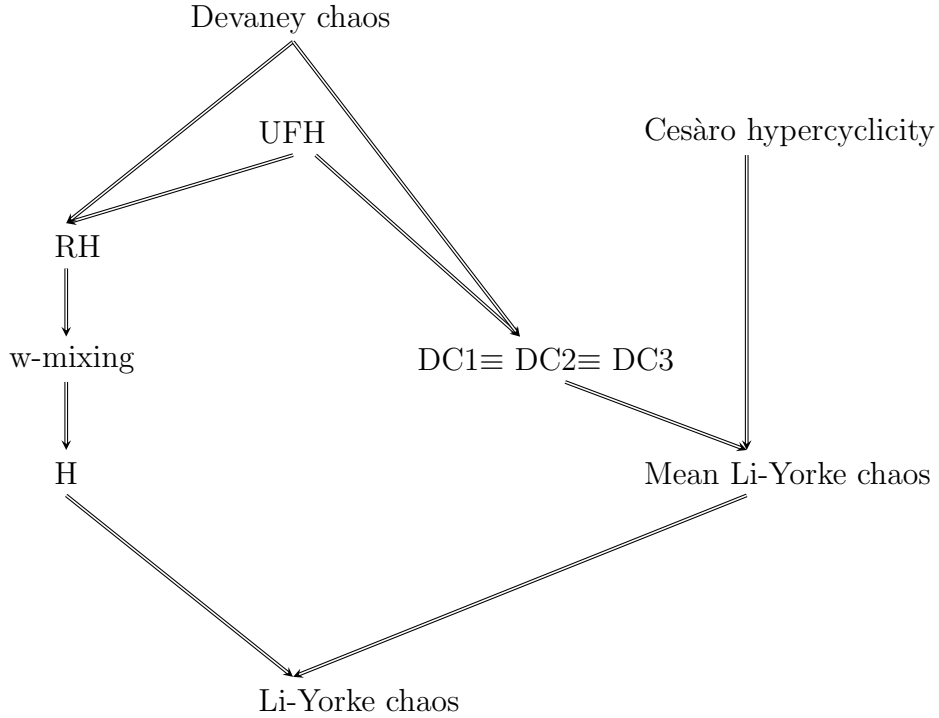 Devaney chaos
UFH
Cesàro hypercyclicity
RH
w-mixing
DC1≡ DC2≡ DC3
H
Mean Li-Yorke chaos
Li-Yorke chaos